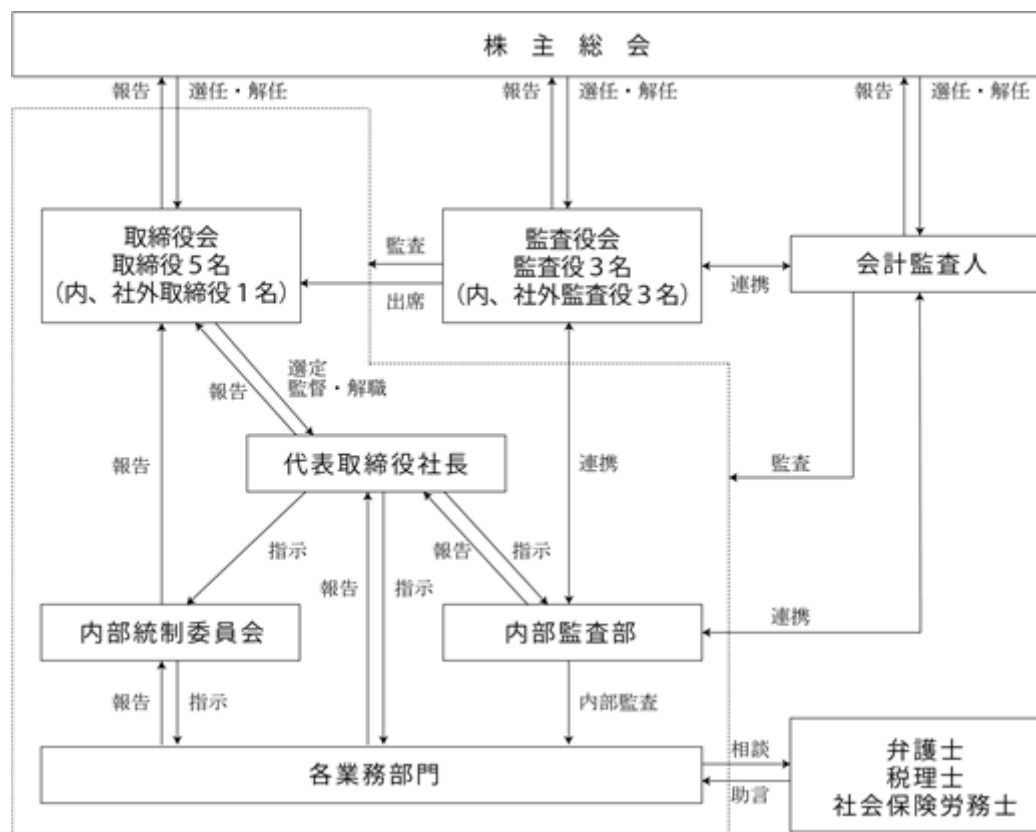 株主総会
報告
選任・解任
報告
選任・解任
報告
選任・解任
取締役会
取締役5名
（内、社外取締役1名）
監査
出席
監査役会
監査役3名
（内、社外監査役3名）
連携
会計監査人
報告
選定
監督・解職
報告
代表取締役社長
連携
監査
指示
報告
指示
報告
指示
内部統制委員会
内部監査部
連携
報告
指示
内部監査
各業務部門
相談
助言
弁護士
税理士
社会保険労務士